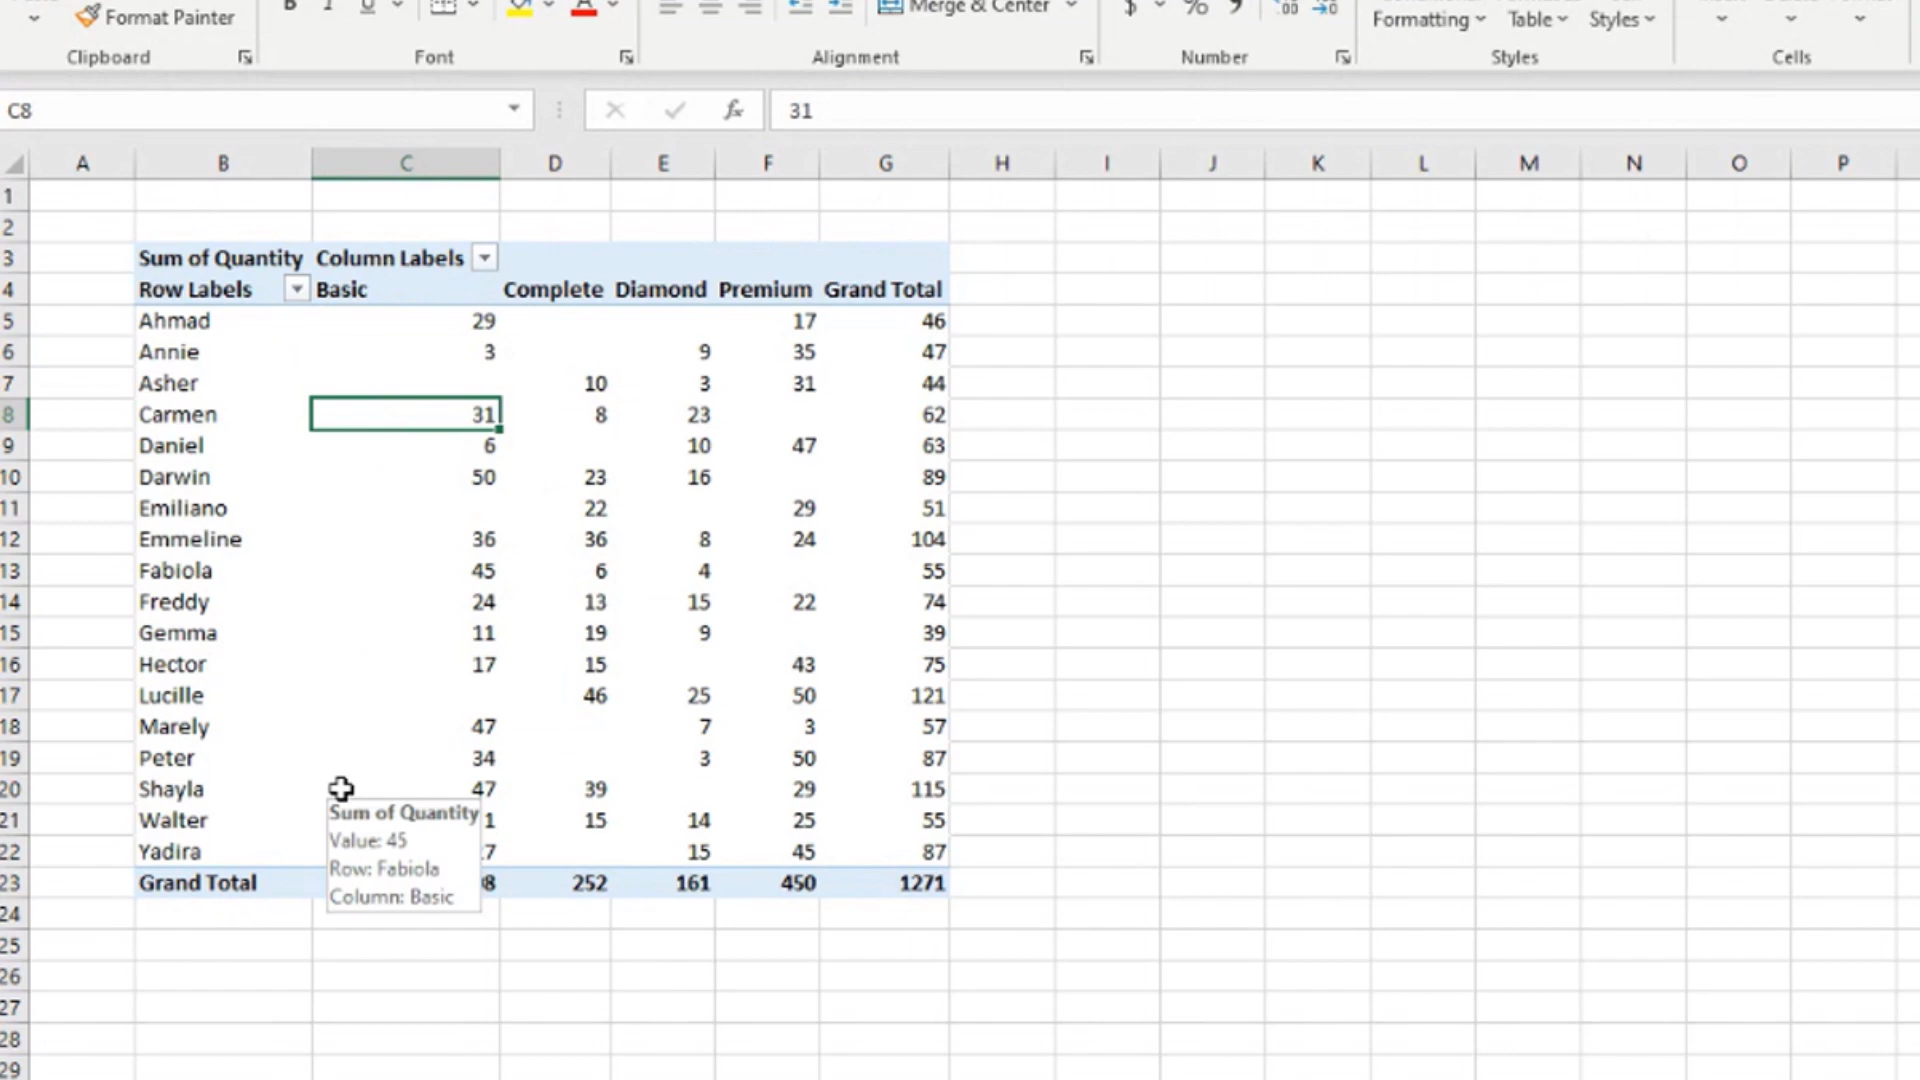 Format Painter B I U Merge & Center $ % 9 Formatting Table Styles
Clipboard Font Alignment Number Styles Cells
C8 fx 31
A B C D E F G H I J K L M N O P
1
2
3 Sum of Quantity Column Labels
4 Row Labels Basic Complete Diamond Premium Grand Total
5 Ahmad 29 17 46
6 Annie 3 9 35 47
7 Asher 10 3 31 44
8 Carmen 31 8 23 62
9 Daniel 6 10 47 63
10 Darwin 50 23 16 89
11 Emiliano 22 29 51
12 Emmeline 36 36 8 24 104
13 Fabiola 45 6 4 55
14 Freddy 24 13 15 22 74
15 Gemma 11 19 9 39
16 Hector 17 15 43 75
17 Lucille 46 25 50 121
18 Marely 47 7 3 57
19 Peter 34 3 50 87
20 Shayla 47 39 29 115
Sum of Quantity
21 Walter 1 15 14 25 55
Value: 45
22 Yadira 7 15 45 87
Row: Fabiola
23 Grand Total 8 252 161 450 1271
Column: Basic
24
25
26
27
28
29